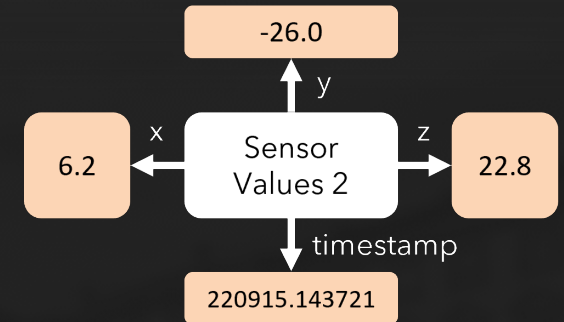 -26.0
y
x
z
6.2
Sensor
Values 2
22.8
timestamp
220915.143721